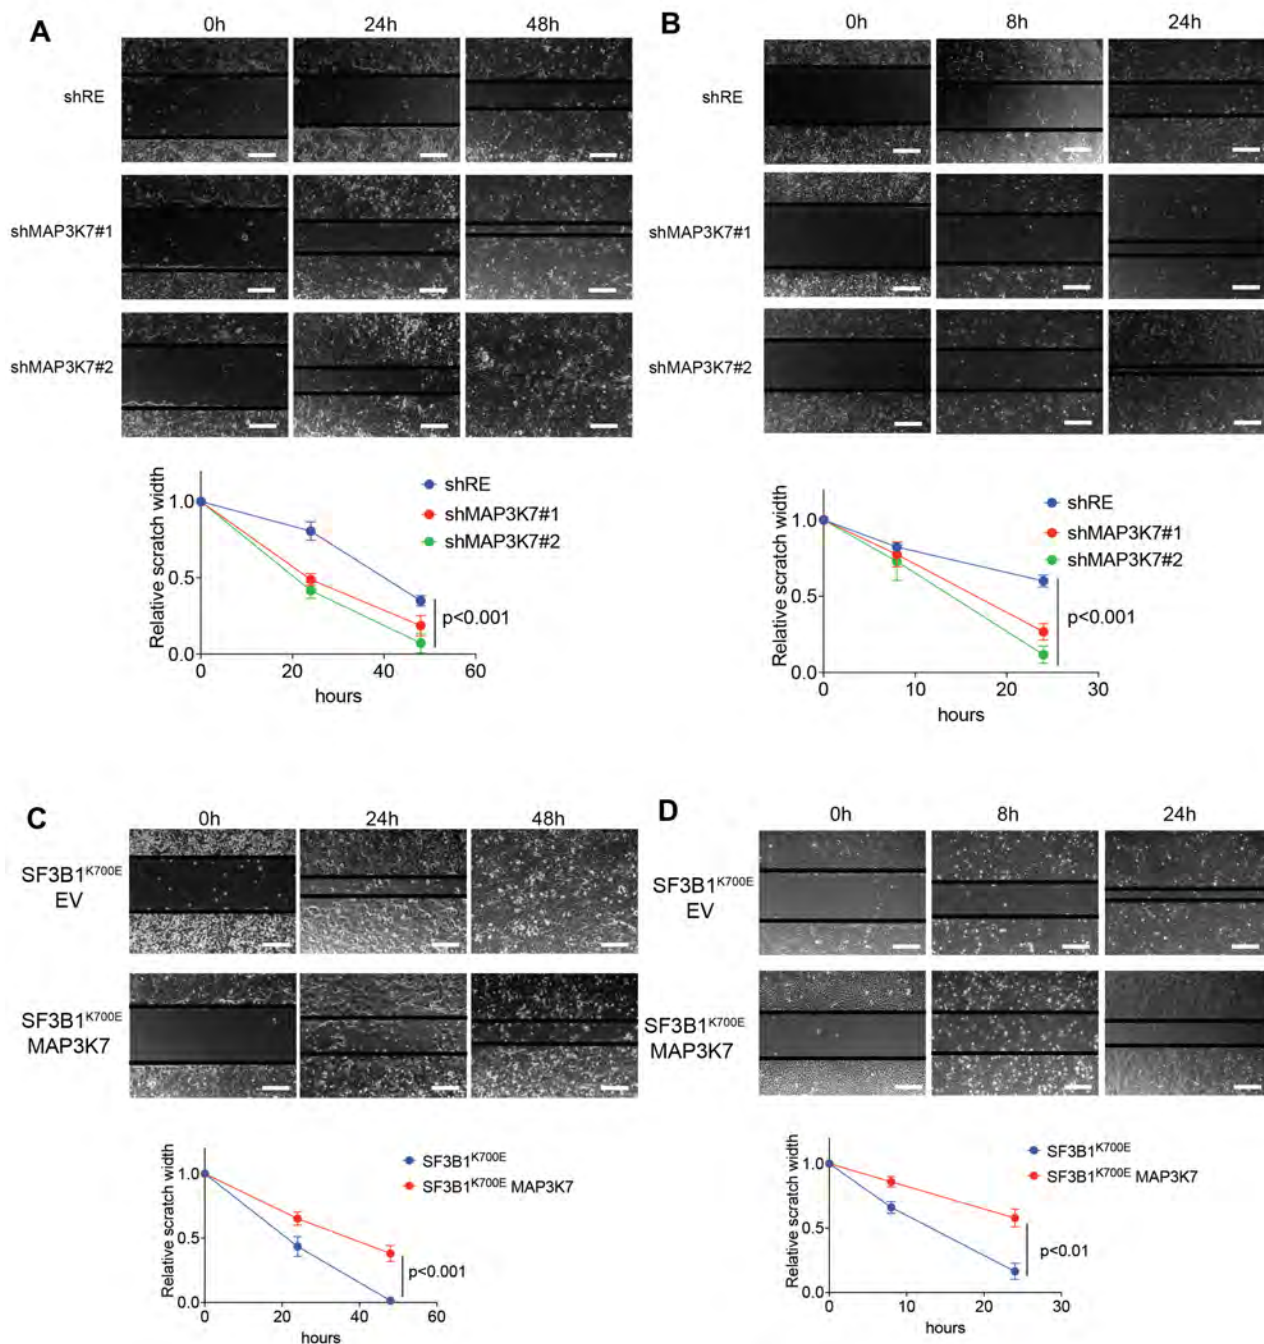 A
0h 24h 48h
shRE
shMAP3K7#1
shMAP3K7#2
Relative scratch width
1.0
0.5
0.0
0 20 40 60
hours
shRE
shMAP3K7#1
shMAP3K7#2
p<0.001
B
0h 8h 24h
shRE
shMAP3K7#1
shMAP3K7#2
Relative scratch width
1.0
0.5
0.0
0 10 20 30
hours
shRE
shMAP3K7#1
shMAP3K7#2
p<0.001
C
0h 24h 48h
SF3B1K700E
EV
SF3B1K700E
MAP3K7
Relative scratch width
1.0
0.5
0.0
0 20 40 60
hours
SF3B1K700E
SF3B1K700E MAP3K7
p<0.001
D
0h 8h 24h
SF3B1K700E
EV
SF3B1K700E
MAP3K7
Relative scratch width
1.0
0.5
0.0
0 10 20 30
hours
SF3B1K700E
SF3B1K700E MAP3K7
p<0.01